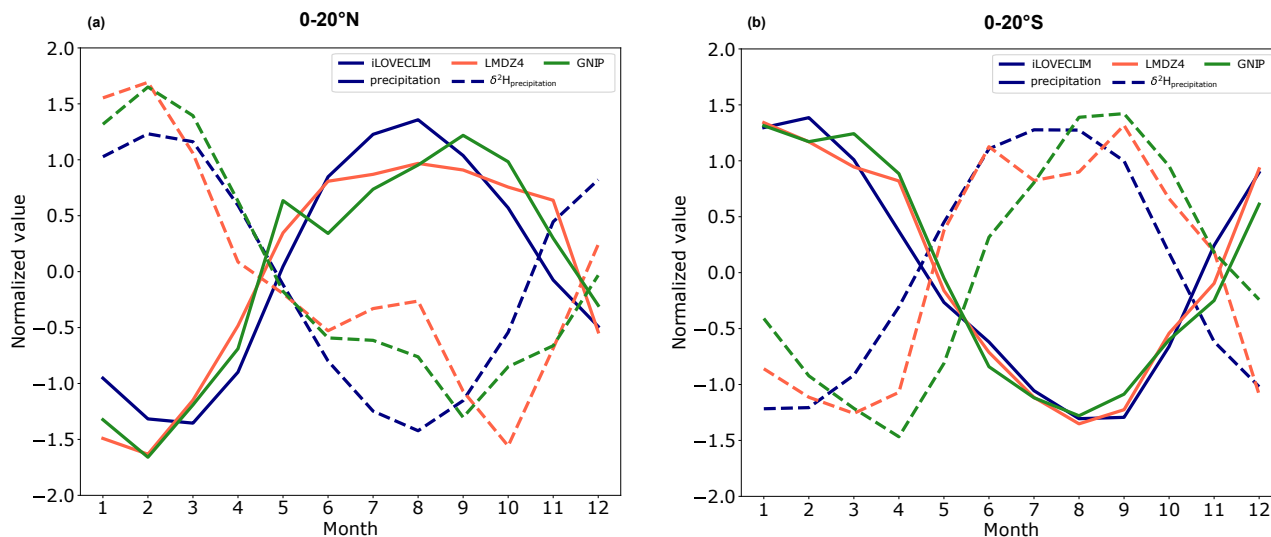 (a)
0-20°N
2.0
1.5
1.0
0.5
0.0
−0.5
−1.0
−1.5
−2.0
Normalized value
iLOVECLIM LMDZ4 GNIP
precipitation δ²Hprecipitation
1 2 3 4 5 6 7 8 9 10 11 12
Month
(b)
0-20°S
2.0
1.5
1.0
0.5
0.0
−0.5
−1.0
−1.5
−2.0
Normalized value
iLOVECLIM LMDZ4 GNIP
precipitation δ²Hprecipitation
1 2 3 4 5 6 7 8 9 10 11 12
Month